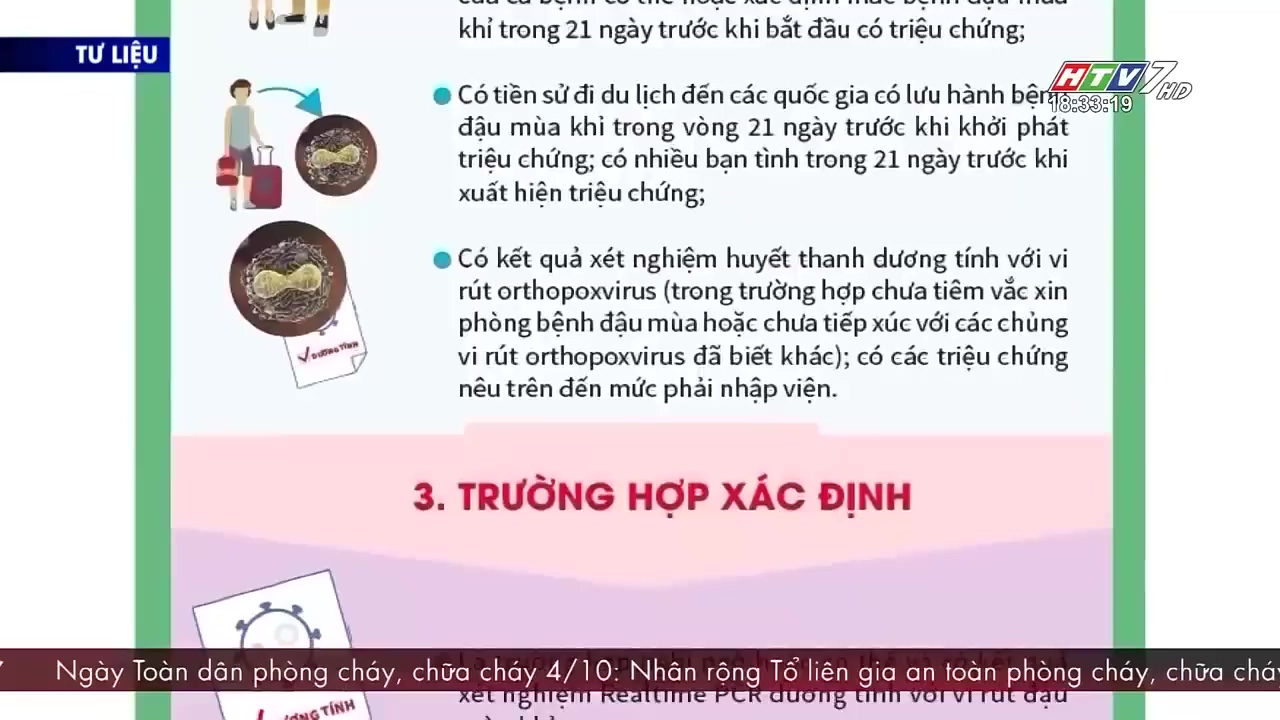 khỉ trong 21 ngày trước khi bắt đầu có triệu chứng;
TƯ LIỆU
HTV7 HD
18:33:19
Có tiền sử đi du lịch đến các quốc gia có lưu hành bệnh
đậu mùa khỉ trong vòng 21 ngày trước khi khởi phát
triệu chứng; có nhiều bạn tình trong 21 ngày trước khi
xuất hiện triệu chứng;
Có kết quả xét nghiệm huyết thanh dương tính với vi
rút orthopoxvirus (trong trường hợp chưa tiêm vắc xin
phòng bệnh đậu mùa hoặc chưa tiếp xúc với các chủng
vi rút orthopoxvirus đã biết khác); có các triệu chứng
nêu trên đến mức phải nhập viện.
DƯƠNG TÍNH
3. TRƯỜNG HỢP XÁC ĐỊNH
Ngày Toàn dân phòng cháy, chữa cháy 4/10: Nhân rộng Tổ liên gia an toàn phòng cháy, chữa cháy
xét nghiệm Realtime PCR dương tính với vi rút đậu
DƯƠNG TÍNH